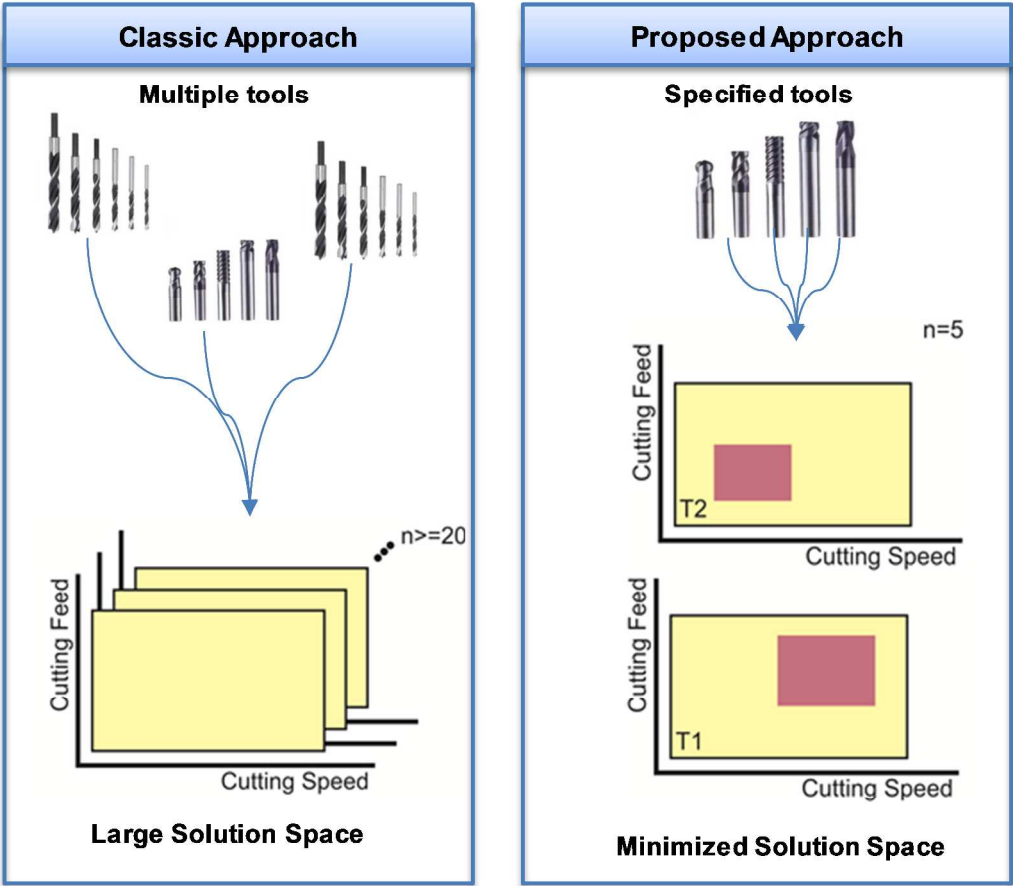 Classic Approach
Multiple tools
n>=20
Cutting Feed
Cutting Speed
Large Solution Space
Proposed Approach
Specified tools
n=5
Cutting Feed
T2
Cutting Speed
Cutting Feed
T1
Cutting Speed
Minimized Solution Space